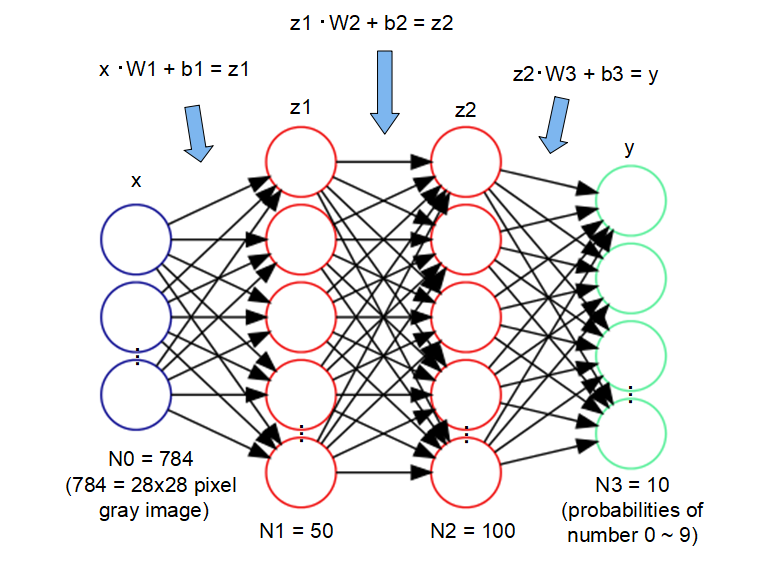 z1 ·W2 + b2 = z2
x ·W1 + b1 = z1
z2·W3 + b3 = y
z1
z2
y
x
N0 = 784
(784 = 28x28 pixel
gray image)
N1 = 50
N2 = 100
N3 = 10
(probabilities of
number 0 ~ 9)